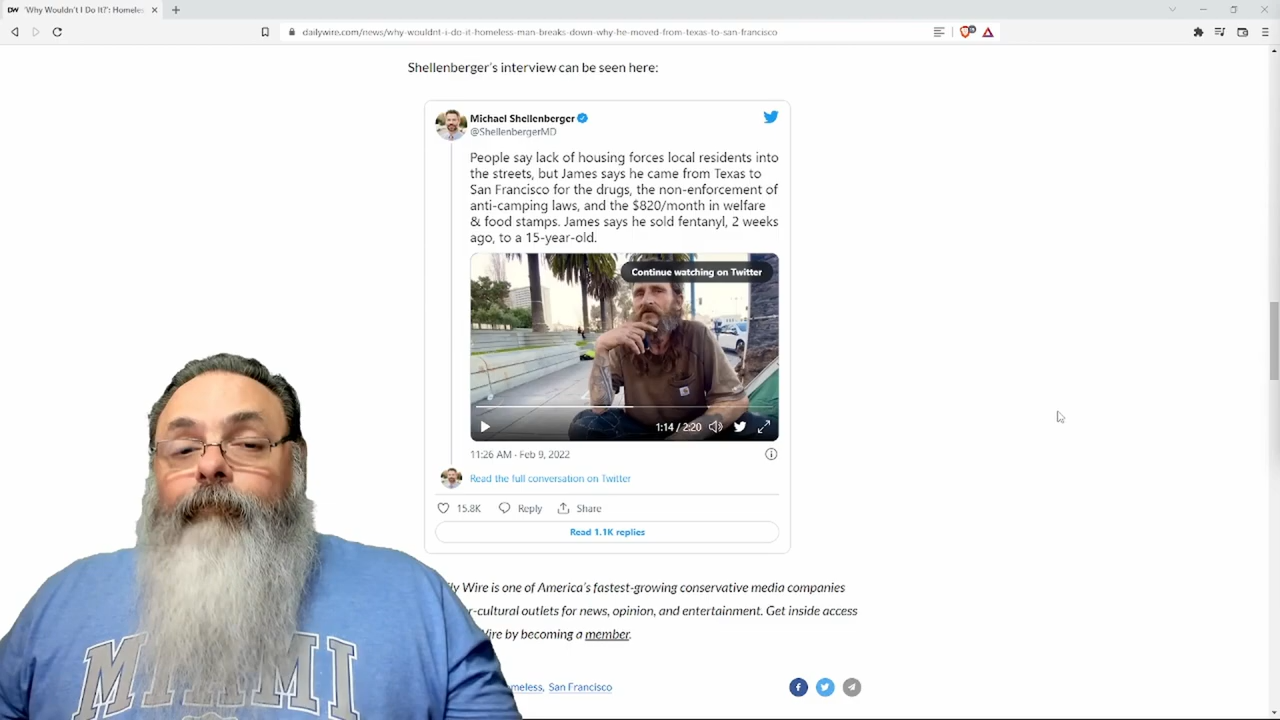 'Why Wouldn't I Do It?': Homeles
dailywire.com/news/why-wouldnt-i-do-it-homeless-man-breaks-down-why-he-moved-from-texas-to-san-francisco
Shellenberger's interview can be seen here:
Michael Shellenberger
@ShellenbergerMD
People say lack of housing forces local residents into
the streets, but James says he came from Texas to
San Francisco for the drugs, the non-enforcement of
anti-camping laws, and the $820/month in welfare
& food stamps. James says he sold fentanyl, 2 weeks
ago, to a 15-year-old.
Continue watching on Twitter
1:14 / 2:20
11:26 AM · Feb 9, 2022
Read the full conversation on Twitter
15.8K Reply Share
Read 1.1K replies
ly Wire is one of America's fastest-growing conservative media companies
r-cultural outlets for news, opinion, and entertainment. Get inside access
Wire by becoming a member.
meless, San Francisco
MIAMI